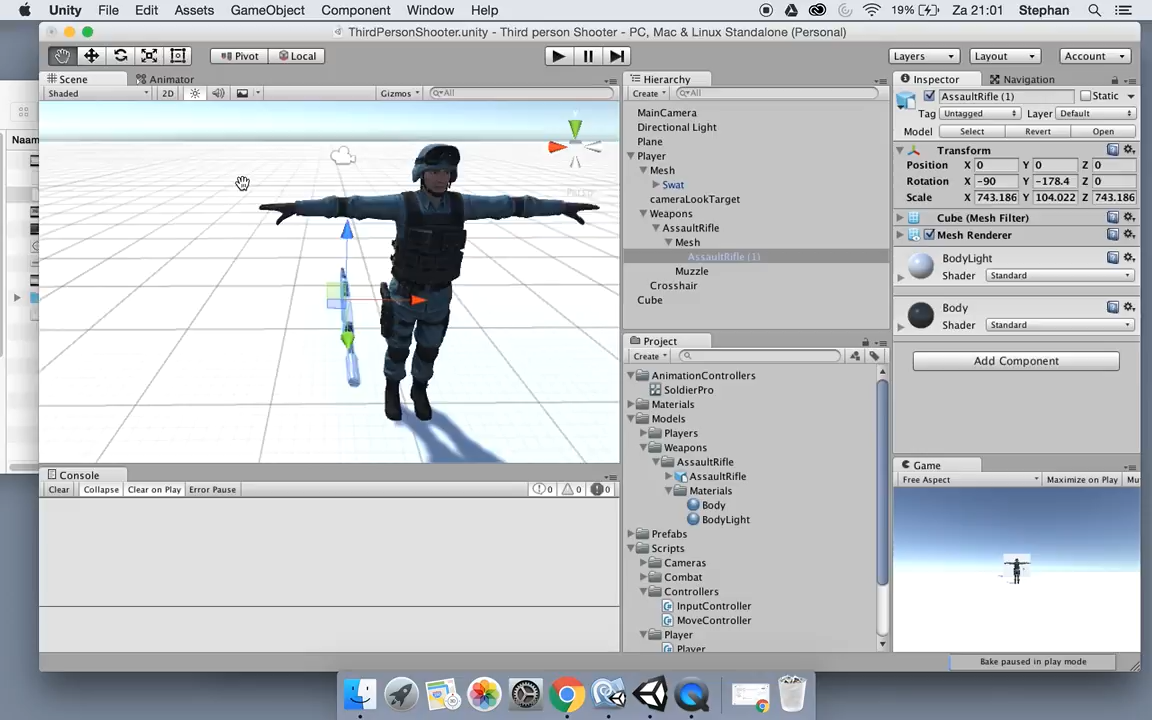 Unity File Edit Assets GameObject Component Window Help 19% Za 21:01 Stephan
ThirdPersonShooter.unity - Third person Shooter - PC, Mac & Linux Standalone (Personal)
Pivot Local Layers Layout Account
Scene Animator
Shaded 2D Gizmos All
Naam
Console
Clear Collapse Clear on Play Error Pause 0 0 0
Hierarchy
Create All
MainCamera
Directional Light
Plane
Player
Mesh
Swat
cameraLookTarget
Weapons
AssaultRifle
Mesh
AssaultRifle (1)
Muzzle
Crosshair
Cube
Project
Create
AnimationControllers
SoldierPro
Materials
Models
Players
Weapons
AssaultRifle
AssaultRifle
Materials
Body
BodyLight
Prefabs
Scripts
Cameras
Combat
Controllers
InputController
MoveController
Player
Player
Inspector Navigation
AssaultRifle (1) Static
Tag Untagged Layer Default
Model Select Revert Open
Transform
Position X 0 Y 0 Z 0
Rotation X -90 Y -178.4 Z 0
Scale X 743.186 Y 104.022 Z 743.186
Cube (Mesh Filter)
Mesh Renderer
BodyLight
Shader Standard
Body
Shader Standard
Add Component
Game
Free Aspect Maximize on Play Mu
Bake paused in play mode